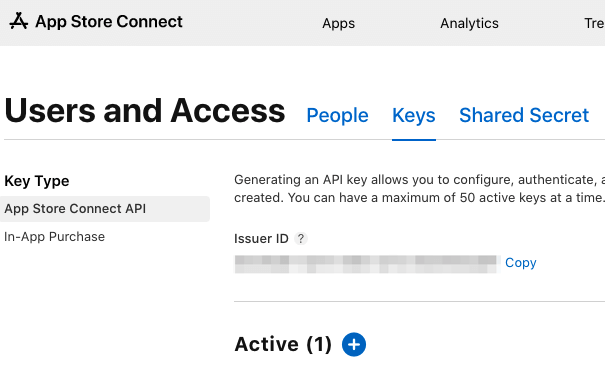 App Store Connect
Apps
Analytics
Tre
Users and Access
People
Keys
Shared Secret
Key Type
App Store Connect API
In-App Purchase
Generating an API key allows you to configure, authenticate, a
created. You can have a maximum of 50 active keys at a time.
Issuer ID ?
Copy
Active (1)